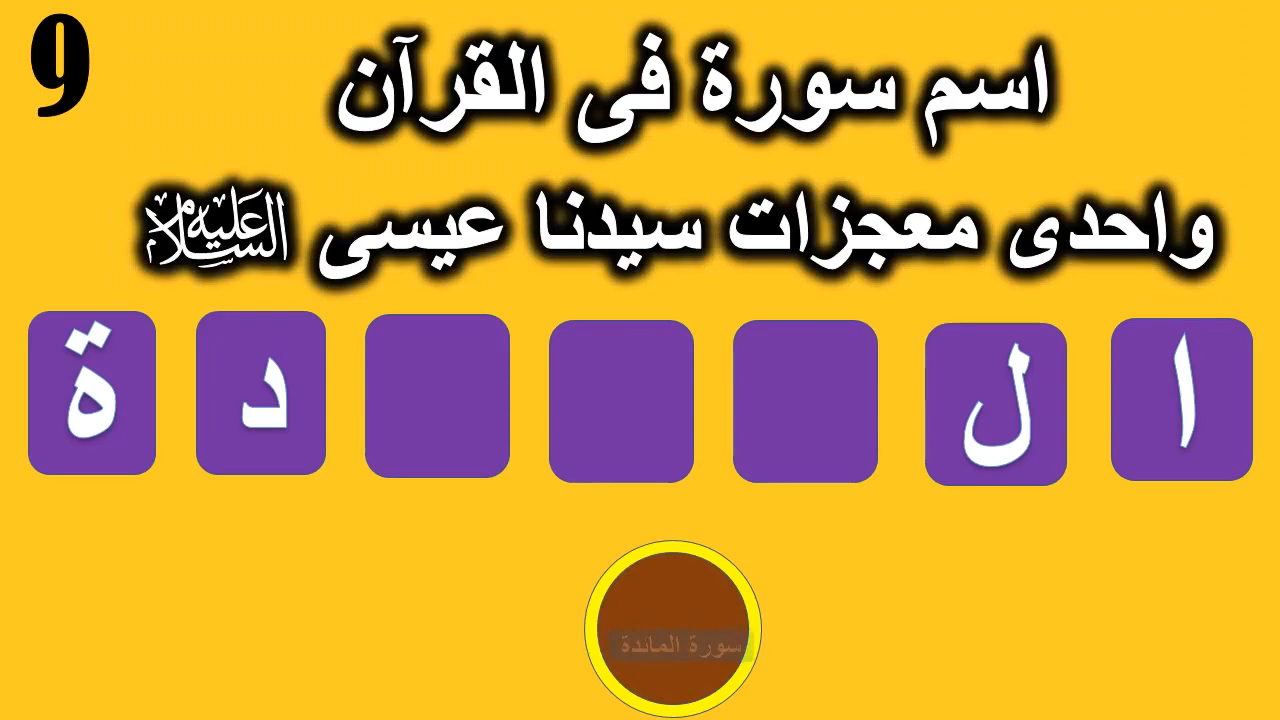 9
اسم سورة فى القرآن
واحدى معجزات سيدنا عيسى عليه السلام
ا ل د ة
سورة المائدة